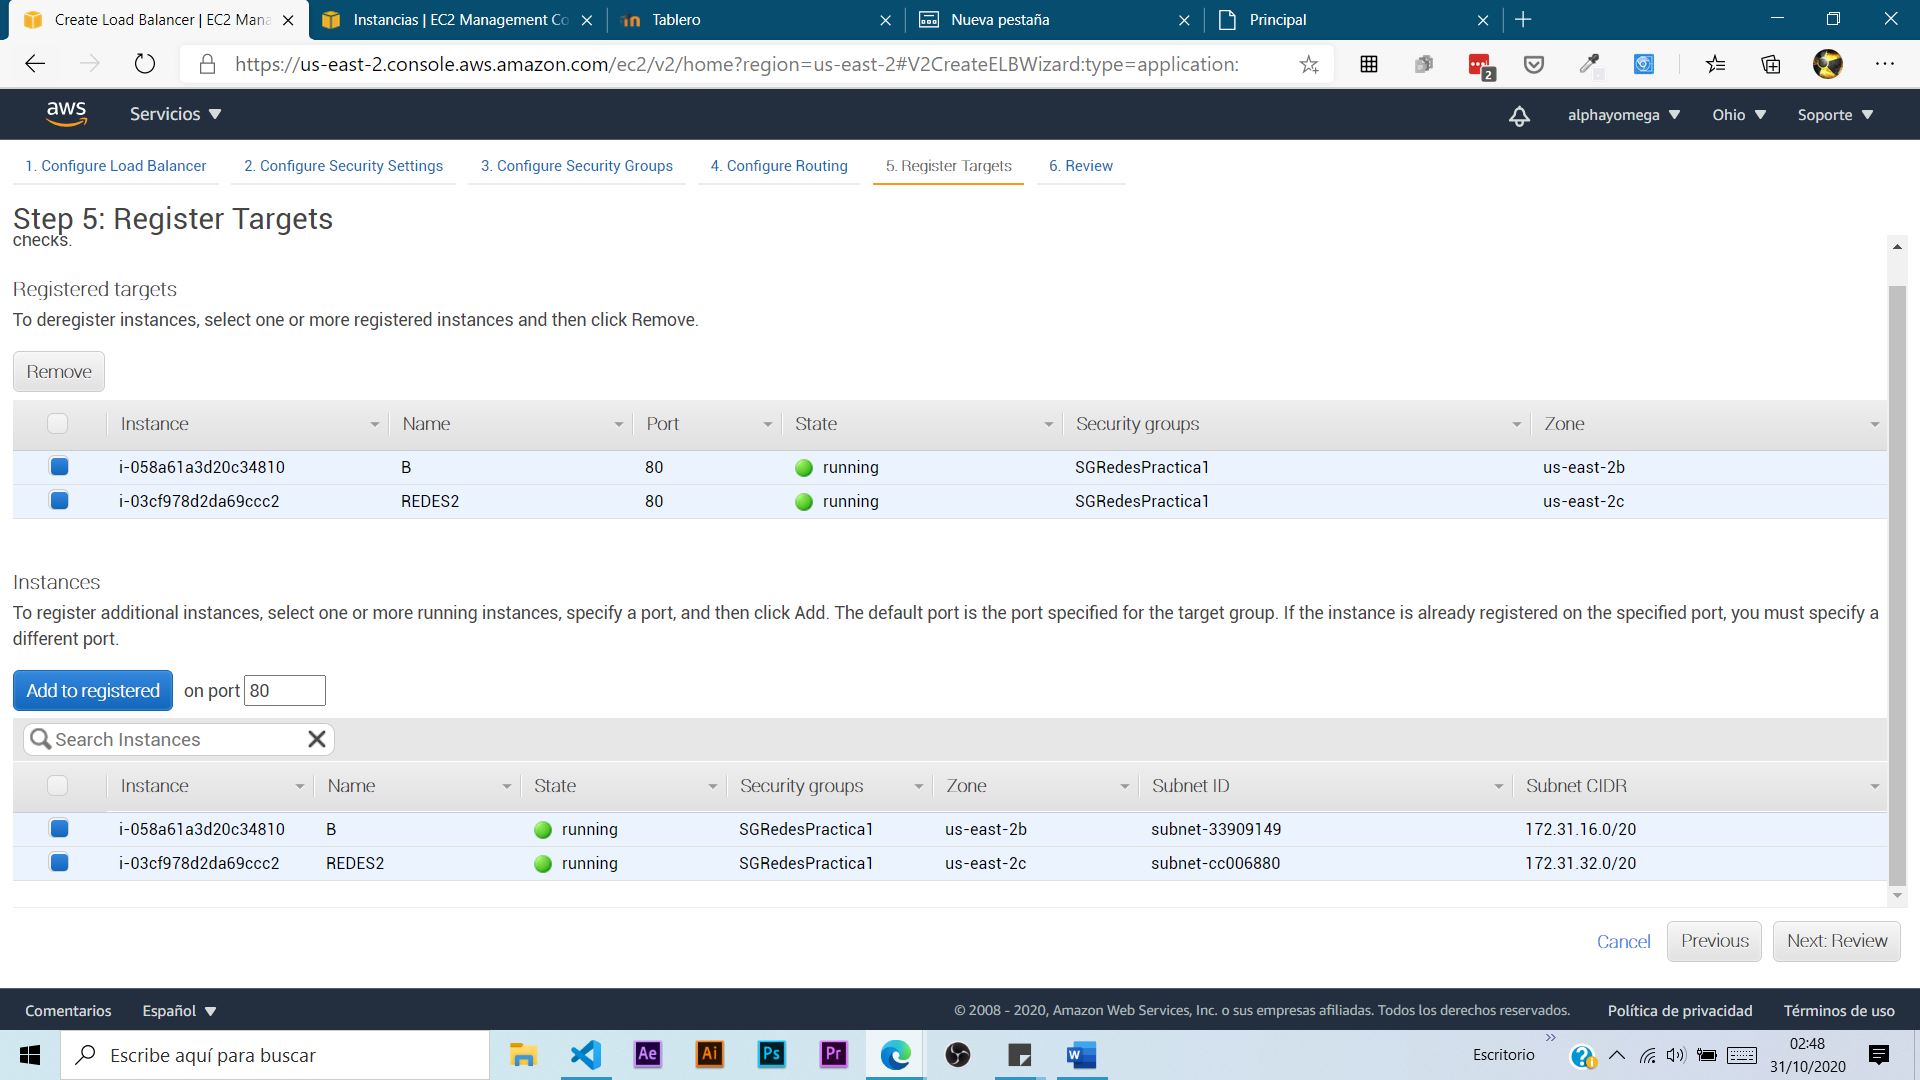 Create Load Balancer | EC2 Mana
Instancias | EC2 Management Co
Tablero
Nueva pestaña
Principal
https://us-east-2.console.aws.amazon.com/ec2/v2/home?region=us-east-2#V2CreateELBWizard:type=application:
2
aws
Servicios
alphayomega
Ohio
Soporte
1. Configure Load Balancer
2. Configure Security Settings
3. Configure Security Groups
4. Configure Routing
5. Register Targets
6. Review
Step 5: Register Targets
checks.
Registered targets
To deregister instances, select one or more registered instances and then click Remove.
Remove
Instance Name Port State Security groups Zone
i-058a61a3d20c34810 B 80 running SGRedesPractica1 us-east-2b
i-03cf978d2da69ccc2 REDES2 80 running SGRedesPractica1 us-east-2c
Instances
To register additional instances, select one or more running instances, specify a port, and then click Add. The default port is the port specified for the target group. If the instance is already registered on the specified port, you must specify a
different port.
Add to registered on port 80
Search Instances
Instance Name State Security groups Zone Subnet ID Subnet CIDR
i-058a61a3d20c34810 B running SGRedesPractica1 us-east-2b subnet-33909149 172.31.16.0/20
i-03cf978d2da69ccc2 REDES2 running SGRedesPractica1 us-east-2c subnet-cc006880 172.31.32.0/20
Cancel
Previous
Next: Review
Comentarios
Español
© 2008 - 2020, Amazon Web Services, Inc. o sus empresas afiliadas. Todos los derechos reservados.
Política de privacidad
Términos de uso
Escribe aquí para buscar
Ae
Ai
Ps
Pr
W
Escritorio
02:48
31/10/2020